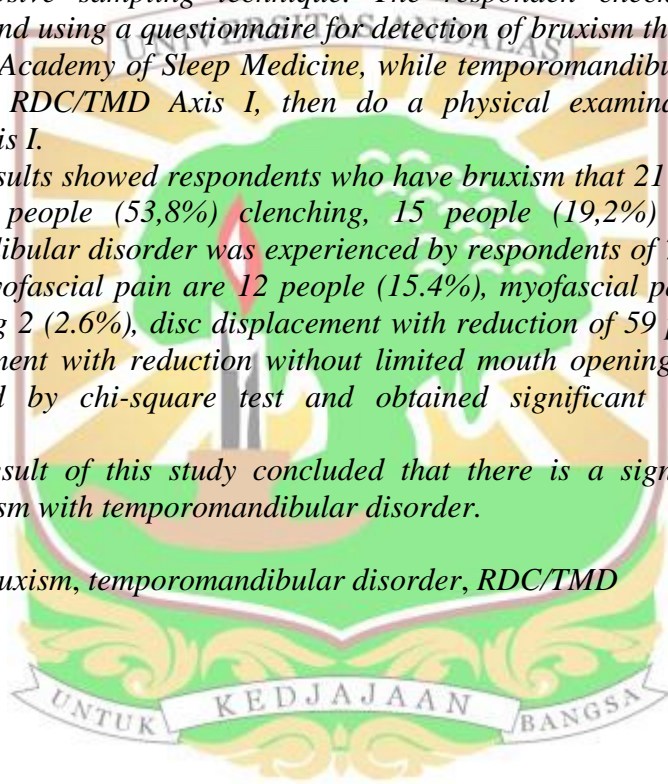 sive sampling technique. The responden check
nd using a questionnaire for detection of bruxism th
UNIVERSITAS ANDALAS
Academy of Sleep Medicine, while temporomandibu
RDC/TMD Axis I, then do a physical examina
is I.
sults showed respondents who have bruxism that 21
people (53,8%) clenching, 15 people (19,2%)
dibular disorder was experienced by respondents of
yofascial pain are 12 people (15.4%), myofascial pa
g 2 (2.6%), disc displacement with reduction of 59
ment with reduction without limited mouth opening
d by chi-square test and obtained significant
esult of this study concluded that there is a sign
sm with temporomandibular disorder.
uxism, temporomandibular disorder, RDC/TMD
UNTUK KEDJAJAAN BANGSA